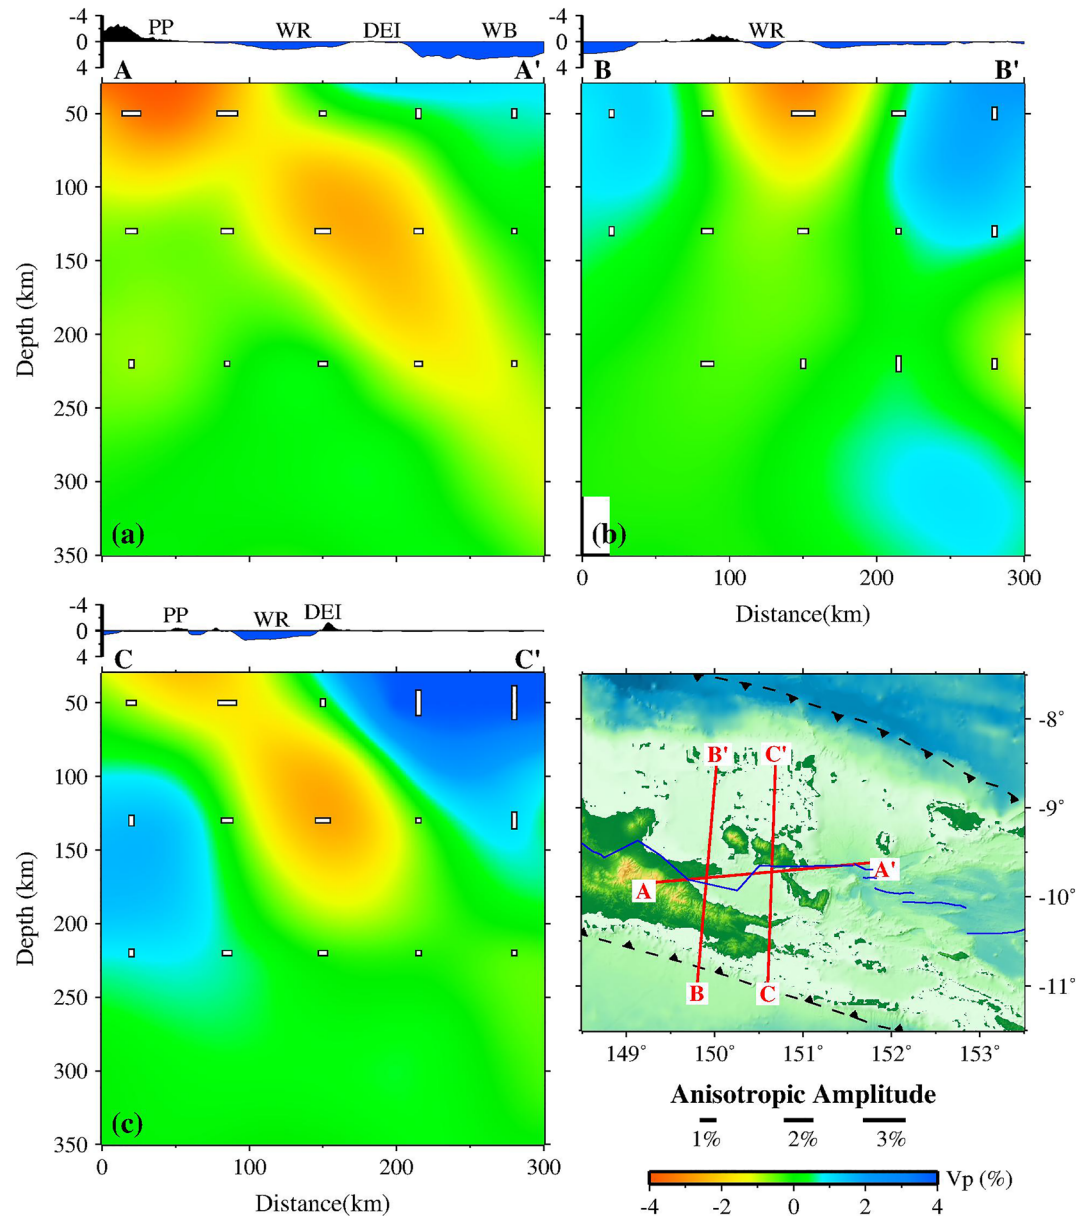 -4
0
4
PP
WR
DEI
WB
A
A'
50
100
150
200
250
300
350
Depth (km)
(a)
-4
0
4
WR
B
B'
(b)
0
100
200
300
Distance(km)
-4
0
4
PP
WR
DEI
C
C'
50
100
150
200
250
300
350
Depth (km)
(c)
0
100
200
300
Distance(km)
B'
C'
A
A'
B
C
-8°
-9°
-10°
-11°
149°
150°
151°
152°
153°
Anisotropic Amplitude
1%
2%
3%
Vp (%)
-4
-2
0
2
4